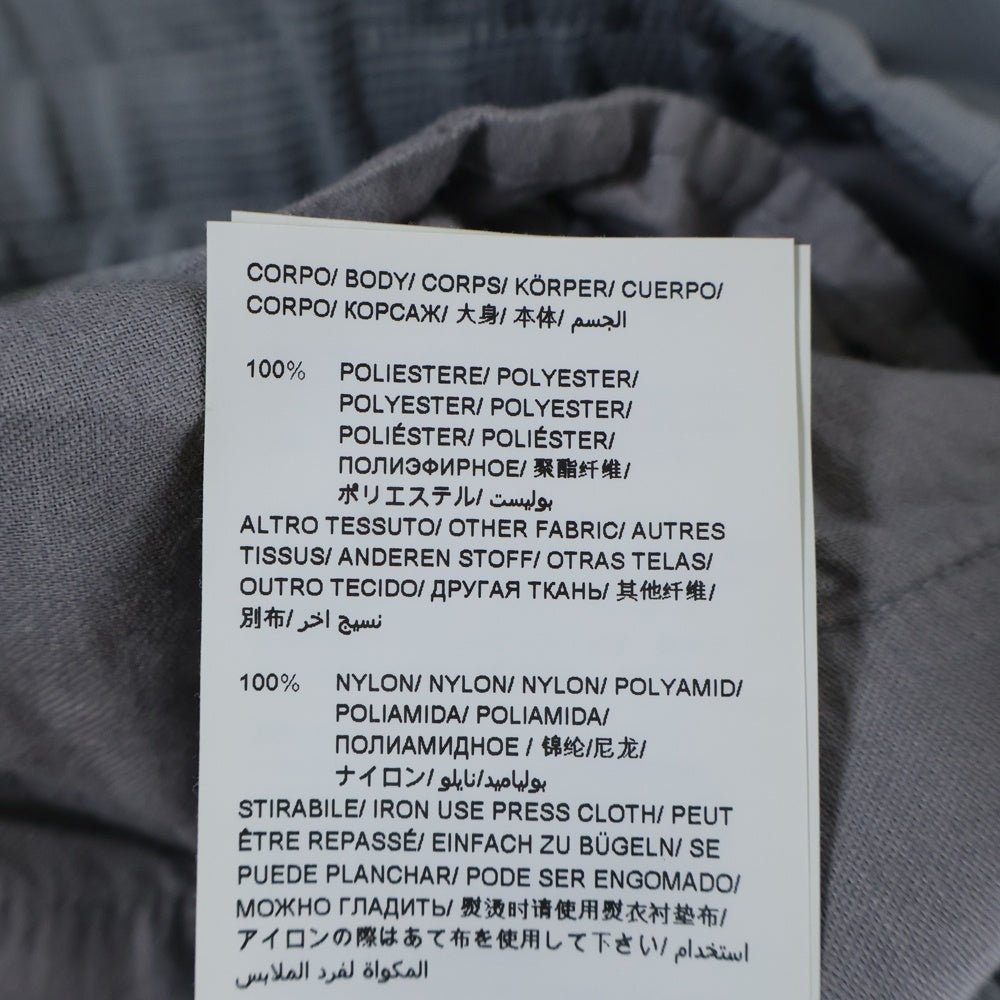 CORPO/ BODY/ CORPS/ KÖRPER/ CUERPO/
CORPO/ КОРСАЖ/ 大身/ 本体/ الجسم
100% POLIESTERE/ POLYESTER/
POLYESTER/ POLYESTER/
POLIÉSTER/ POLIÉSTER/
ПОЛИЭФИРНОЕ/ 聚酯纤维/
ポリエステル/ بوليست
ALTRO TESSUTO/ OTHER FABRIC/ AUTRES
TISSUS/ ANDEREN STOFF/ OTRAS TELAS/
OUTRO TECIDO/ ДРУГАЯ ТКАНЬ/ 其他纤维/
別布/ نسيج اخر
100% NYLON/ NYLON/ NYLON/ POLYAMID/
POLIAMIDA/ POLIAMIDA/
ПОЛИАМИДНОЕ / 锦纶/尼龙/
ナイロン/ بولياميد/نايلو
STIRABILE/ IRON USE PRESS CLOTH/ PEUT
ÊTRE REPASSÉ/ EINFACH ZU BÜGELN/ SE
PUEDE PLANCHAR/ PODE SER ENGOMADO/
МОЖНО ГЛАДИТЬ/ 熨烫时请使用熨衣衬垫布/
アイロンの際はあて布を使用して下さい/ استخدام
المكواة لفرد الملابس